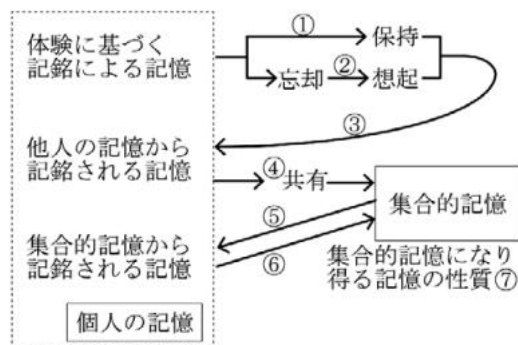 体験に基づく
記銘による記憶
①
保持
忘却
②
想起
③
他人の記憶から
記銘される記憶
④
共有
集合的記憶
⑤
集合的記憶から
記銘される記憶
⑥
集合的記憶になり
得る記憶の性質⑦
個人の記憶